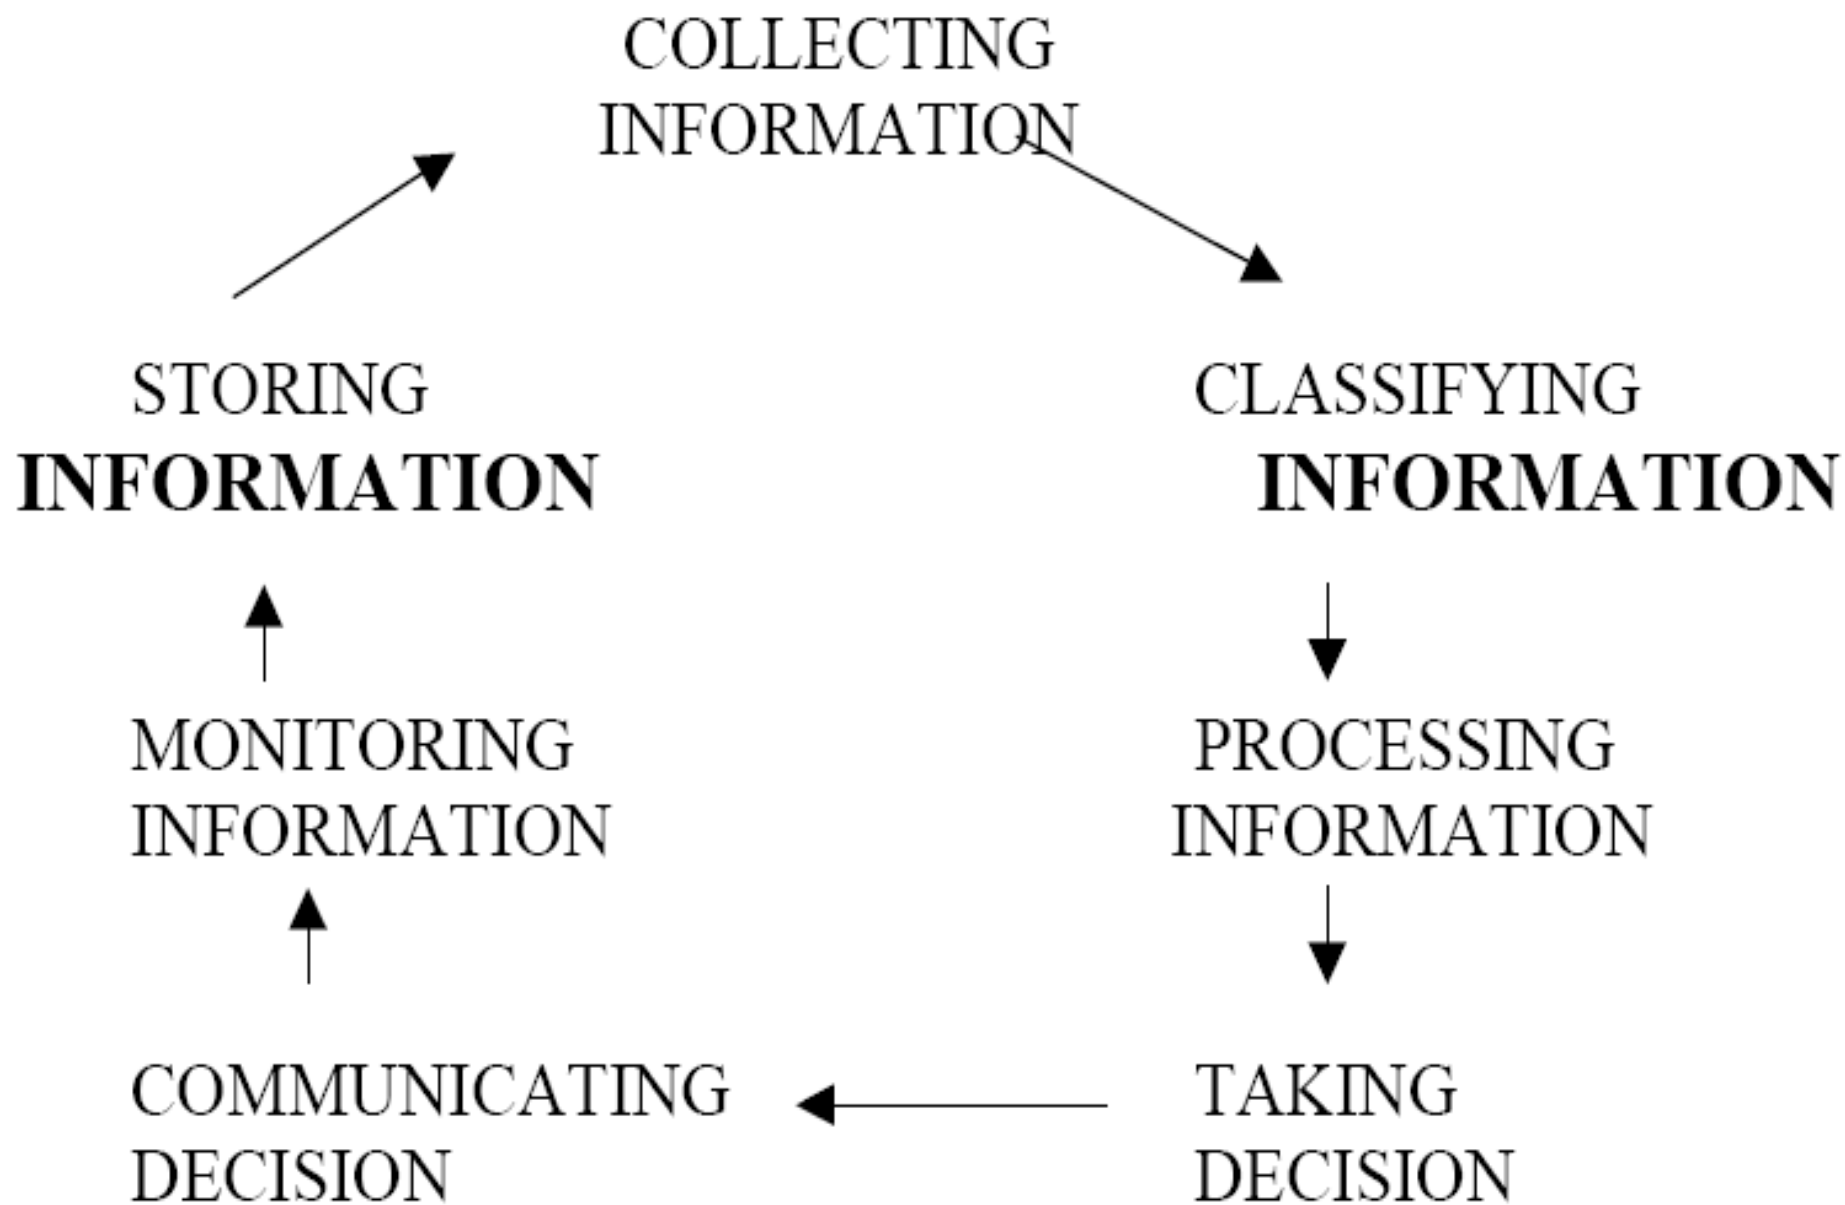 COLLECTING
INFORMATION
STORING
INFORMATION
CLASSIFYING
INFORMATION
MONITORING
INFORMATION
PROCESSING
INFORMATION
COMMUNICATING
DECISION
TAKING
DECISION